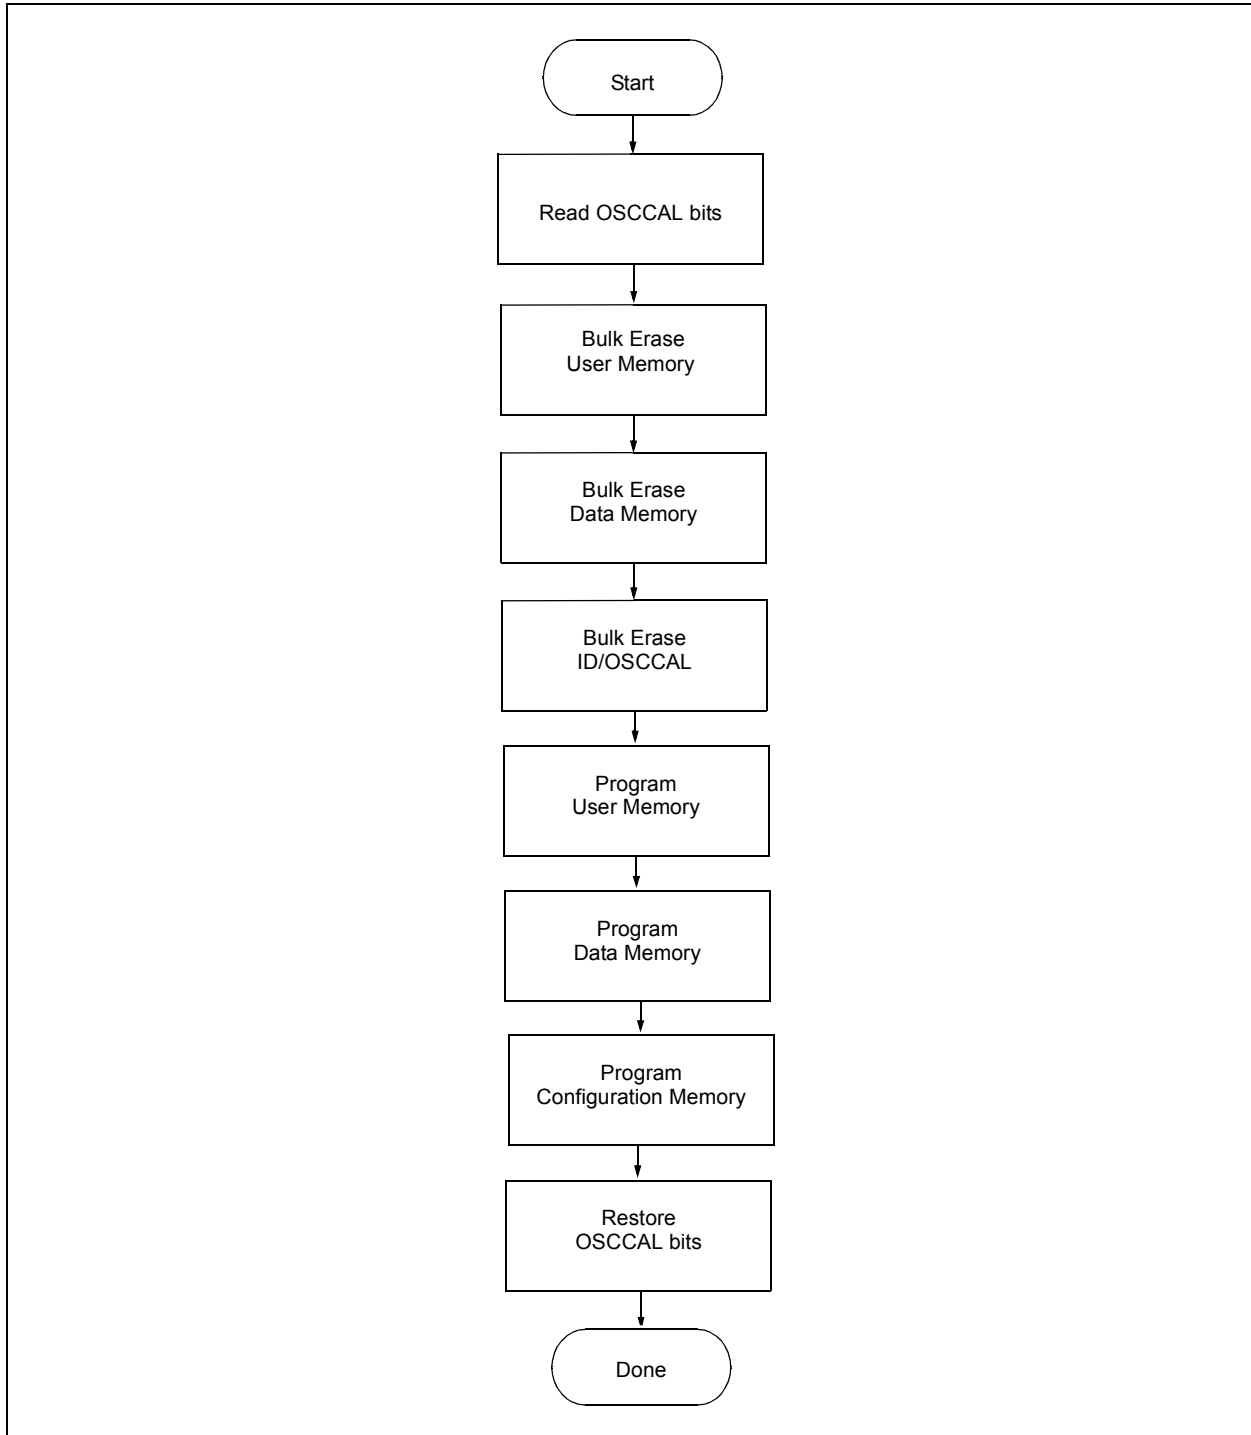 Start
Read OSCCAL bits
Bulk Erase
User Memory
Bulk Erase
Data Memory
Bulk Erase
ID/OSCCAL
Program
User Memory
Program
Data Memory
Program
Configuration Memory
Restore
OSCCAL bits
Done